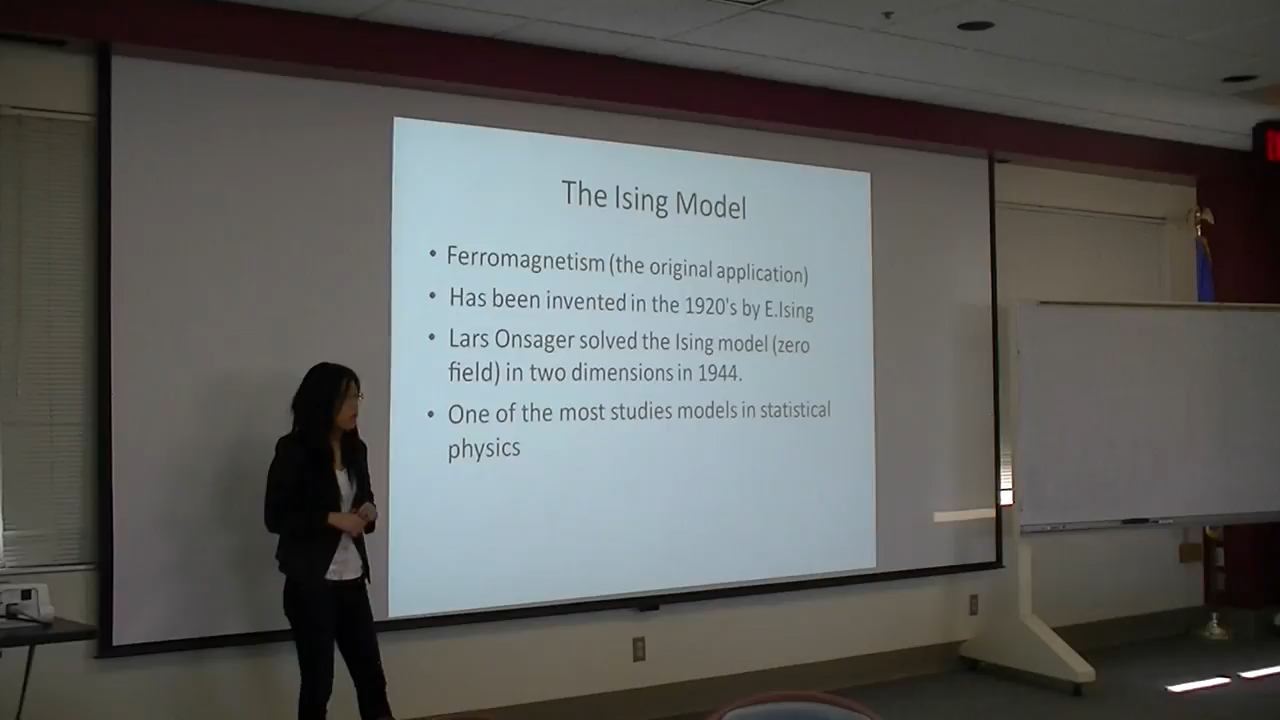 The Ising Model
• Ferromagnetism (the original application)
• Has been invented in the 1920's by E.Ising
• Lars Onsager solved the Ising model (zero
field) in two dimensions in 1944.
• One of the most studies models in statistical
physics